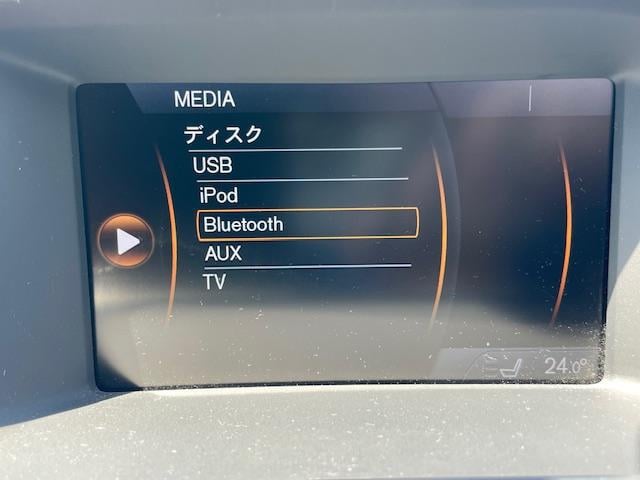 MEDIA
ディスク
USB
iPod
Bluetooth
AUX
TV
24.0°